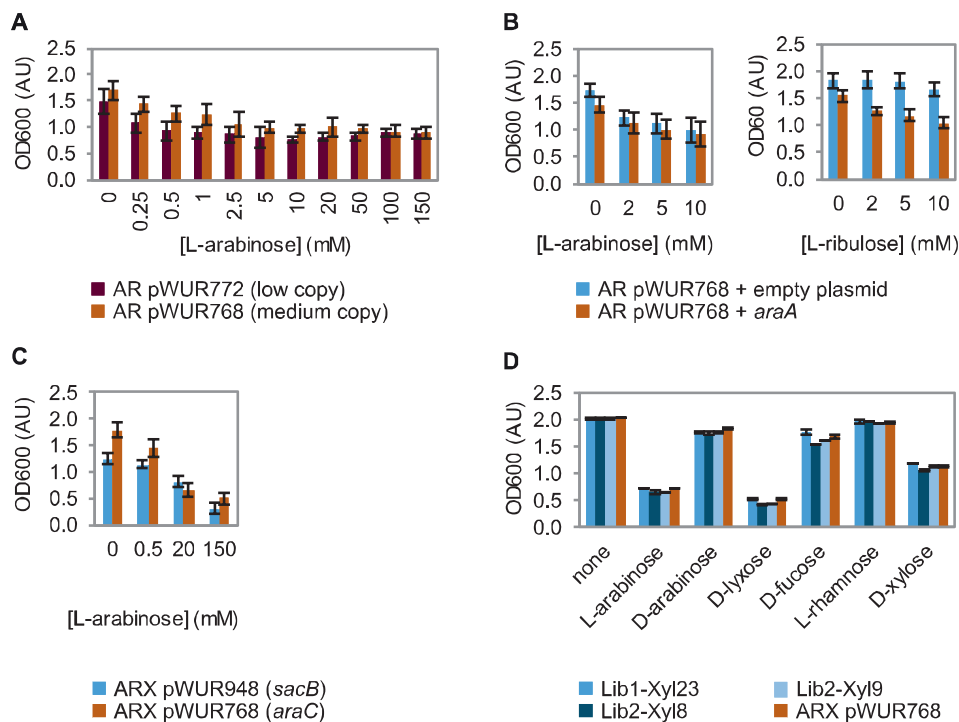 A
OD600 (AU)
2.5
2.0
1.5
1.0
0.5
0.0
0 0.25 0.5 1 2.5 5 10 20 50 100 150
[L-arabinose] (mM)
AR pWUR772 (low copy)
AR pWUR768 (medium copy)
B
OD600 (AU)
2.5
2.0
1.5
1.0
0.5
0.0
0 2 5 10
[L-arabinose] (mM)
OD60 (AU)
2.5
2.0
1.5
1.0
0.5
0.0
0 2 5 10
[L-ribulose] (mM)
AR pWUR768 + empty plasmid
AR pWUR768 + araA
C
OD600 (AU)
2.5
2.0
1.5
1.0
0.5
0.0
0 0.5 20 150
[L-arabinose] (mM)
ARX pWUR948 (sacB)
ARX pWUR768 (araC)
D
OD600 (AU)
2.5
2.0
1.5
1.0
0.5
0.0
none L-arabinose D-arabinose D-lyxose D-fucose L-rhamnose D-xylose
Lib1-Xyl23 Lib2-Xyl9
Lib2-Xyl8 ARX pWUR768